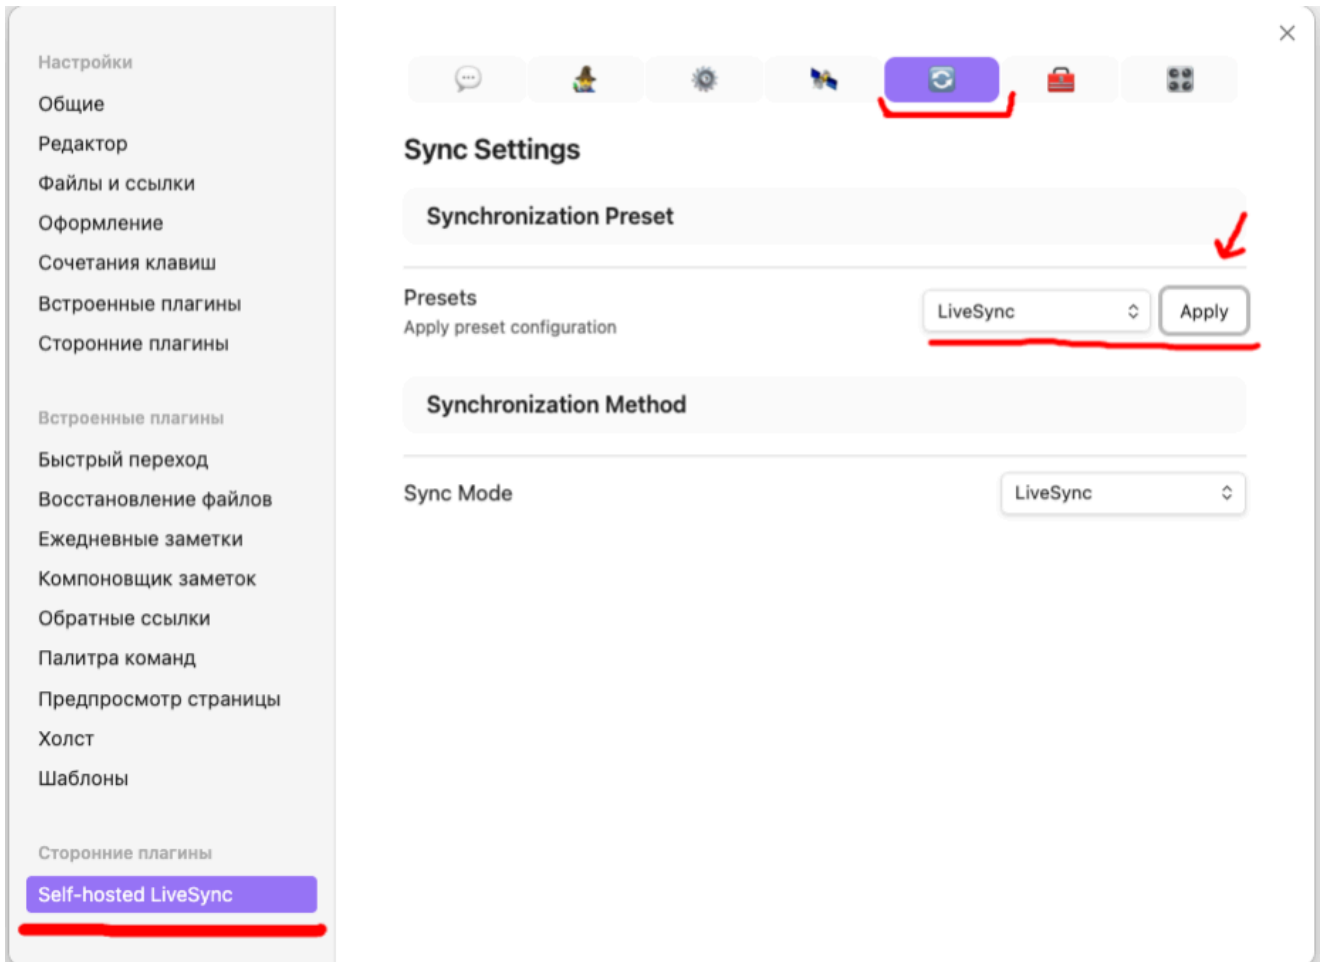 Настройки
Общие
Редактор
Файлы и ссылки
Оформление
Сочетания клавиш
Встроенные плагины
Сторонние плагины
Встроенные плагины
Быстрый переход
Восстановление файлов
Ежедневные заметки
Компоновщик заметок
Обратные ссылки
Палитра команд
Предпросмотр страницы
Холст
Шаблоны
Сторонние плагины
Self-hosted LiveSync
Sync Settings
Synchronization Preset
Presets
Apply preset configuration
LiveSync
Apply
Synchronization Method
Sync Mode
LiveSync